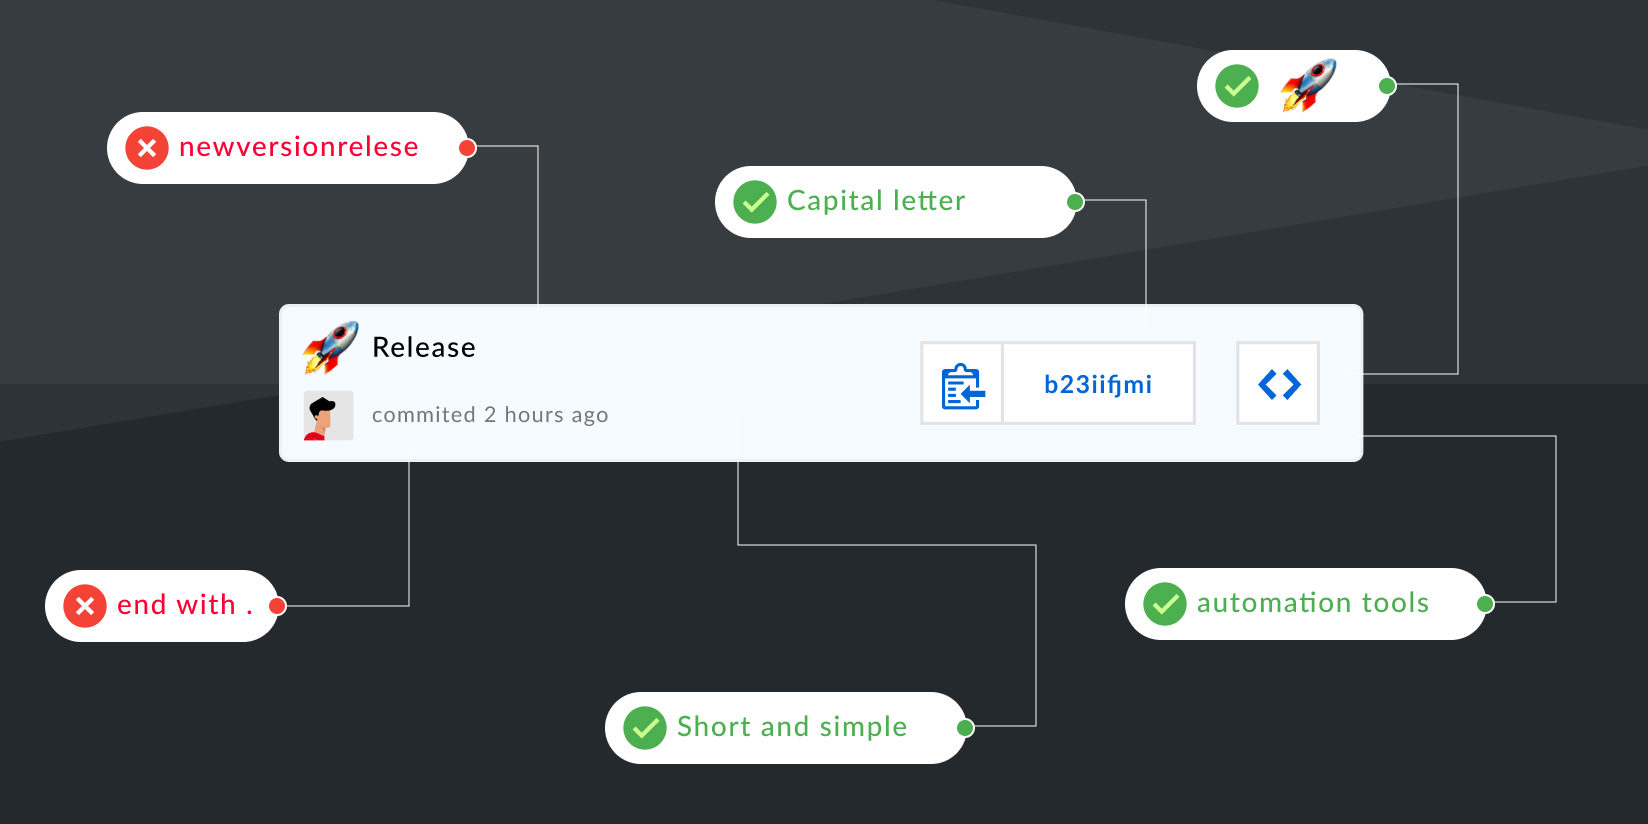 newversionrelese
Capital letter
Release
commited 2 hours ago
b23iifjmi
end with .
automation tools
Short and simple